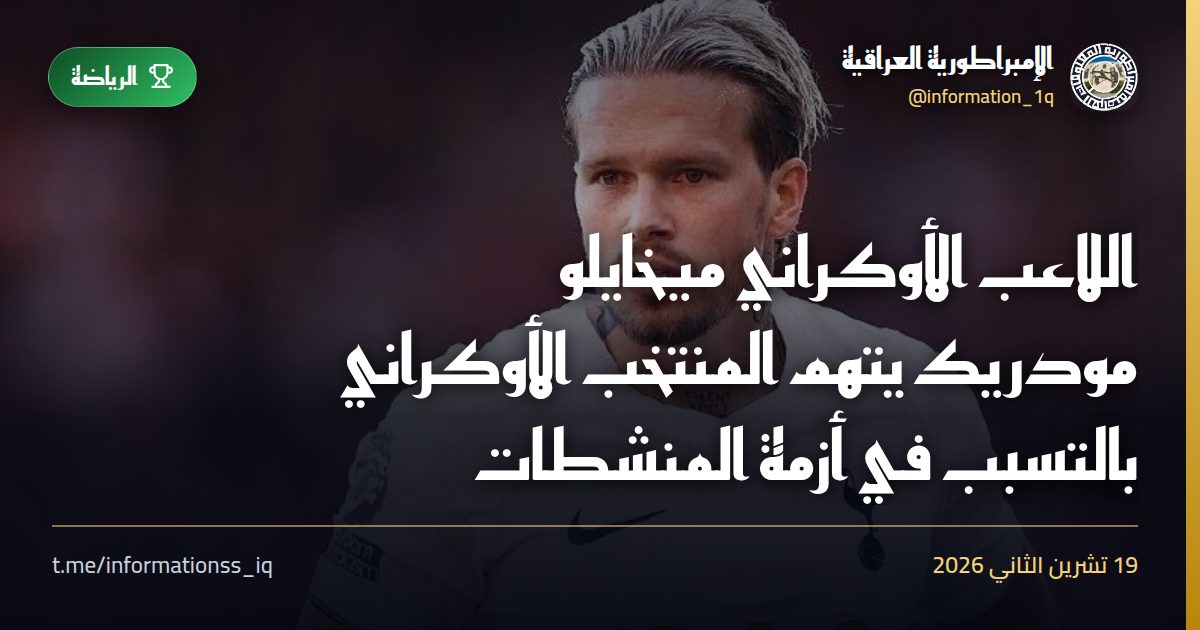 الإمبراطورية العراقية
@information_1q
الرياضة
اللاعب الأوكراني ميخايلو
مودريك يتهم المنتخب الأوكراني
بالتسبب في أزمة المنشطات
19 تشرين الثاني 2026
t.me/informationss_iq